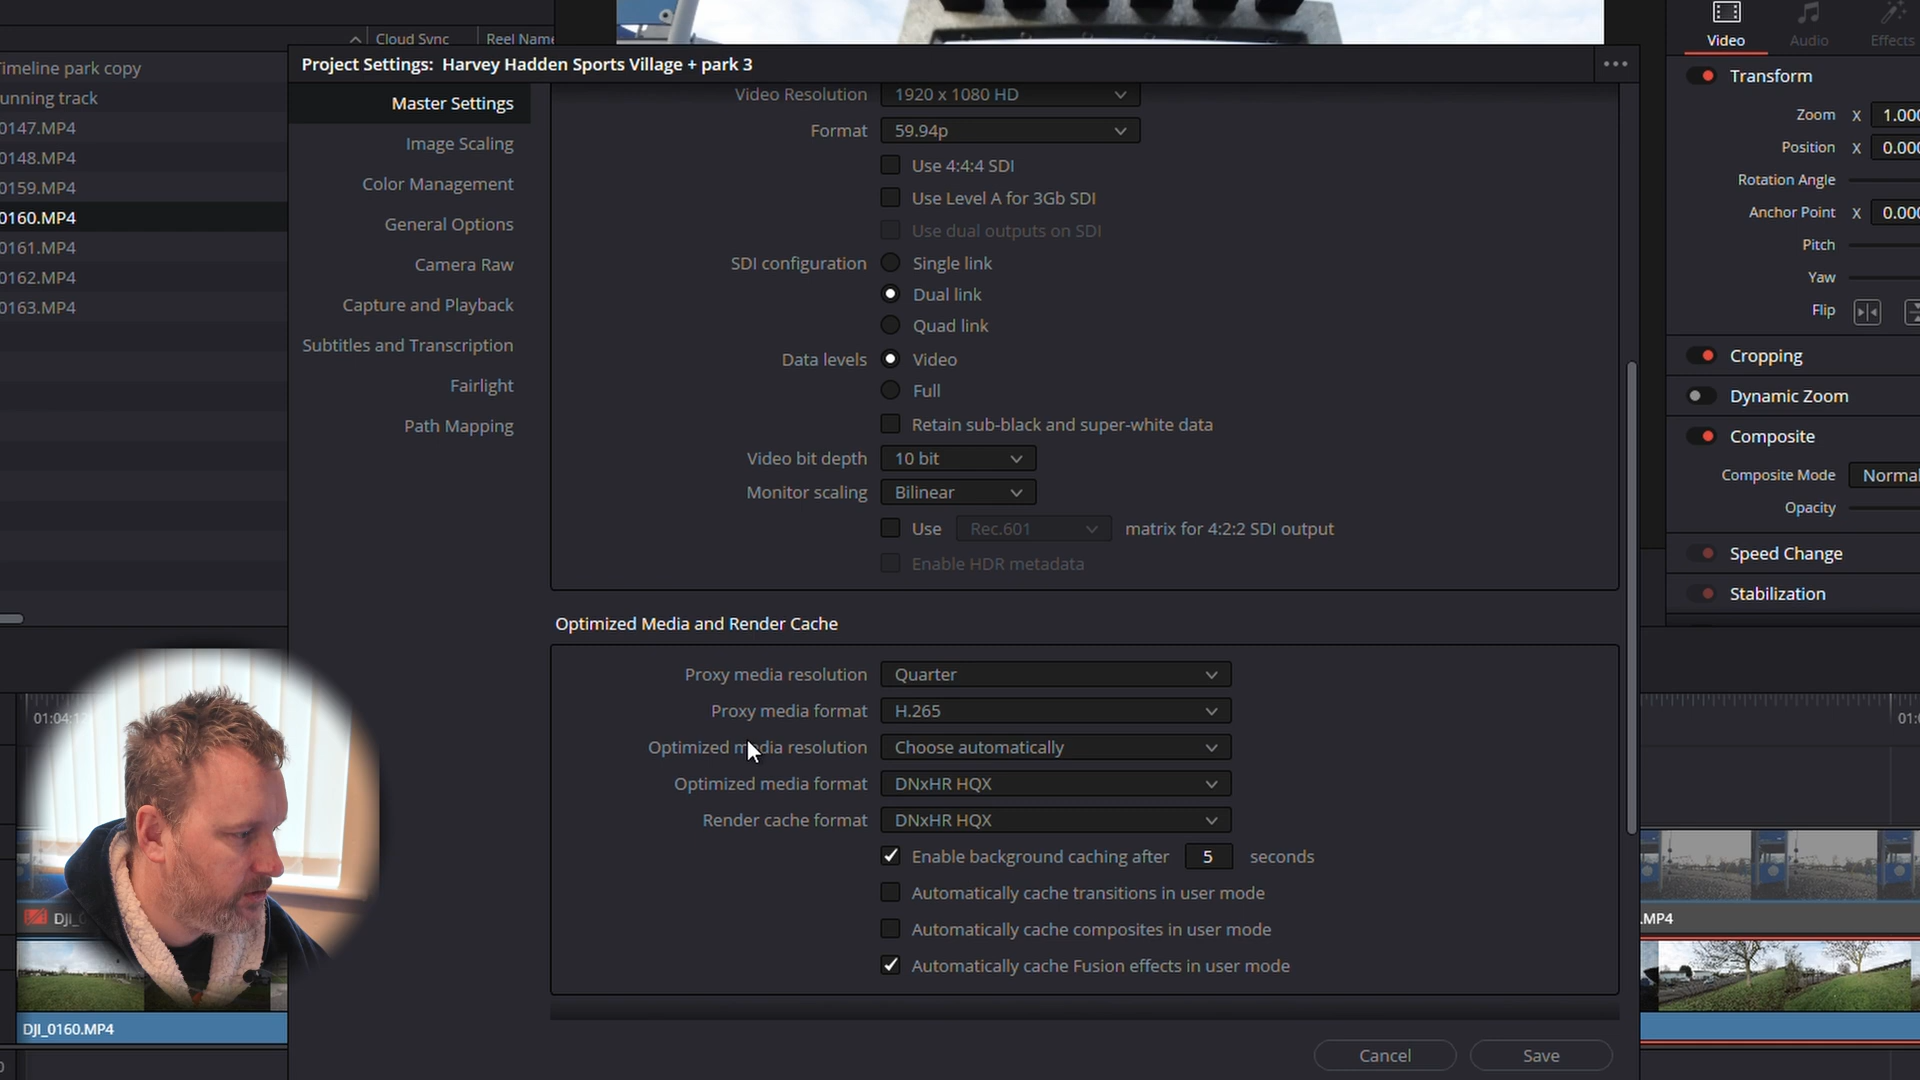 Cloud Sync
Reel Name
Video
Audio
Effects
Timeline park copy
unning track
0147.MP4
0148.MP4
0159.MP4
0160.MP4
0161.MP4
0162.MP4
0163.MP4
Project Settings: Harvey Hadden Sports Village + park 3
Master Settings
Image Scaling
Color Management
General Options
Camera Raw
Capture and Playback
Subtitles and Transcription
Fairlight
Path Mapping
Video Resolution 1920 x 1080 HD
Format 59.94p
Use 4:4:4 SDI
Use Level A for 3Gb SDI
Use dual outputs on SDI
SDI configuration Single link
Dual link
Quad link
Data levels Video
Full
Retain sub-black and super-white data
Video bit depth 10 bit
Monitor scaling Bilinear
Use Rec.601 matrix for 4:2:2 SDI output
Enable HDR metadata
Optimized Media and Render Cache
Proxy media resolution Quarter
Proxy media format H.265
Optimized media resolution Choose automatically
Optimized media format DNxHR HQX
Render cache format DNxHR HQX
Enable background caching after 5 seconds
Automatically cache transitions in user mode
Automatically cache composites in user mode
Automatically cache Fusion effects in user mode
Cancel
Save
Transform
Zoom X 1.000
Position X 0.000
Rotation Angle
Anchor Point X 0.000
Pitch
Yaw
Flip
Cropping
Dynamic Zoom
Composite
Composite Mode Normal
Opacity
Speed Change
Stabilization
01:04:1
01:0
DJI_0
.MP4
DJI_0160.MP4